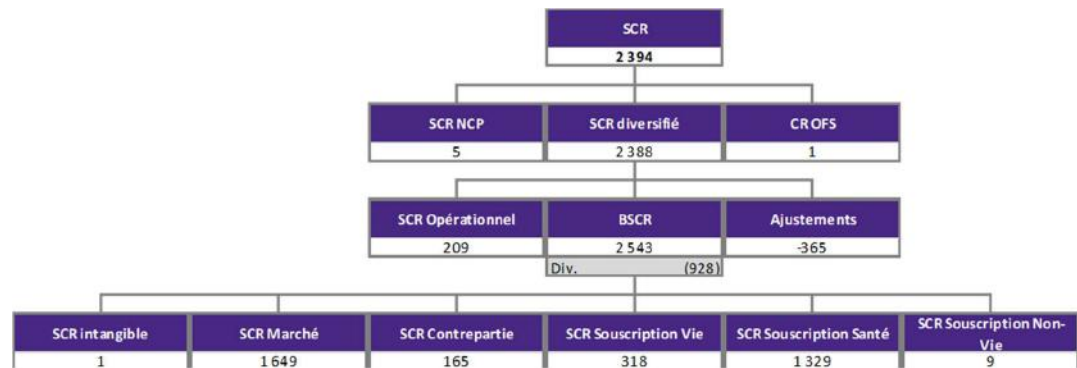 SCR
2 394
SCR NCP
SCR diversifié
CR OFS
5
2 388
1
SCR Opérationnel
BSCR
Ajustements
209
2 543
-365
Div. (928)
SCR intangible
SCR Marché
SCR Contrepartie
SCR Souscription Vie
SCR Souscription Santé
SCR Souscription Non-
Vie
1
1 649
165
318
1 329
9